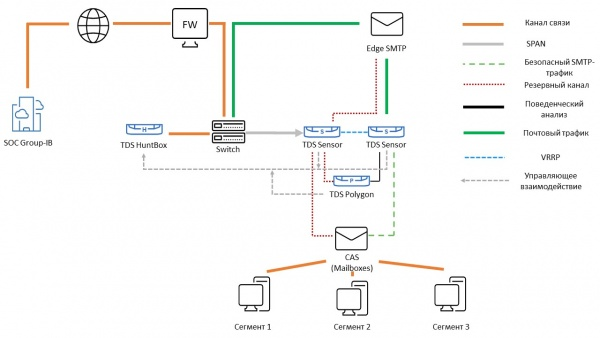 FW
Edge SMTP
SOC Group-IB
H
TDS HuntBox
Switch
S
TDS Sensor
S
TDS Sensor
P
TDS Polygon
CAS
(Mailboxes)
Сегмент 1
Сегмент 2
Сегмент 3
Канал связи
SPAN
Безопасный SMTP-
трафик
Резервный канал
Поведенческий
анализ
Почтовый трафик
VRRP
Управляющее
взаимодействие